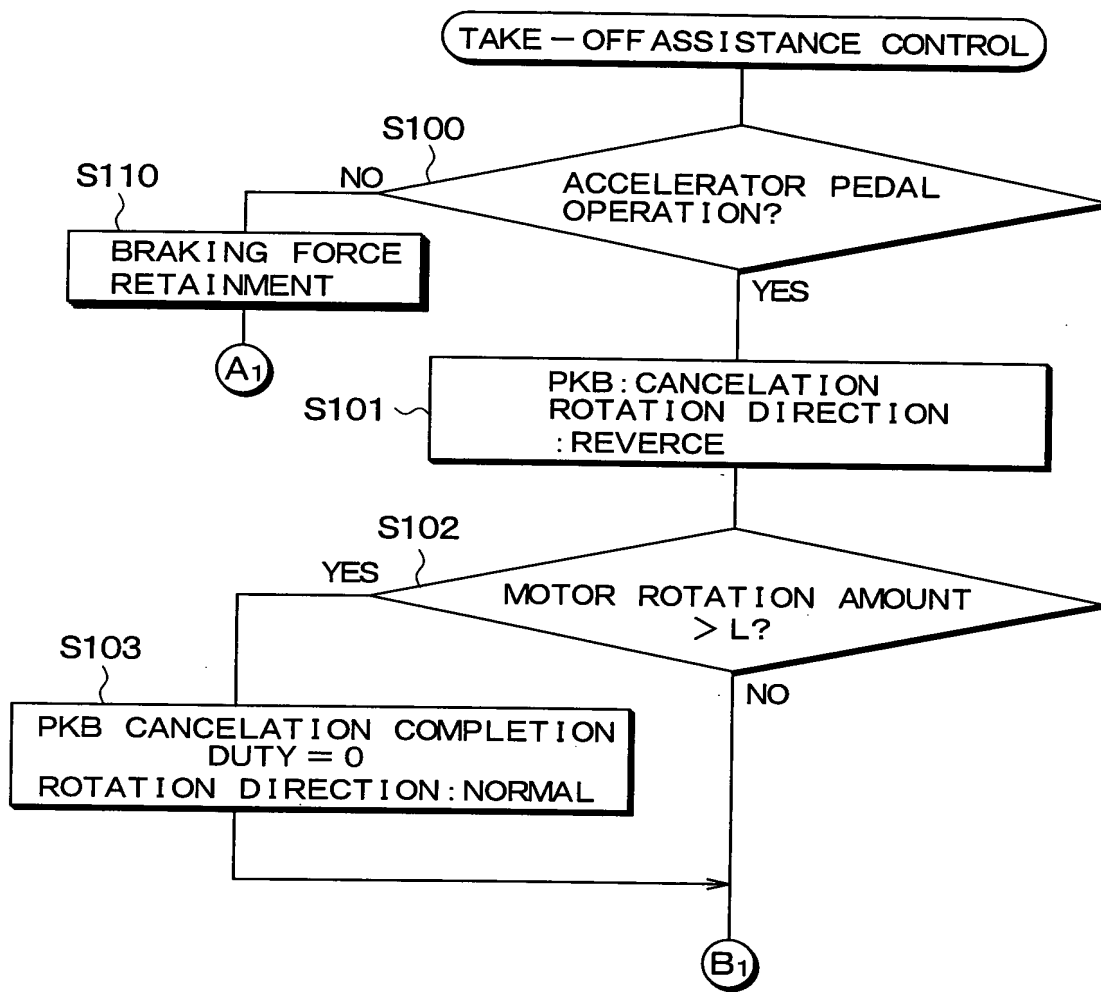 TAKE-OFF ASSISTANCE CONTROL
S100
NO
ACCELERATOR PEDAL
OPERATION?
S110
BRAKING FORCE
RETAINMENT
YES
A1
S101
PKB:CANCELATION
ROTATION DIRECTION
:REVERCE
S102
YES
MOTOR ROTATION AMOUNT
> L?
S103
NO
PKB CANCELATION COMPLETION
DUTY=0
ROTATION DIRECTION:NORMAL
B1